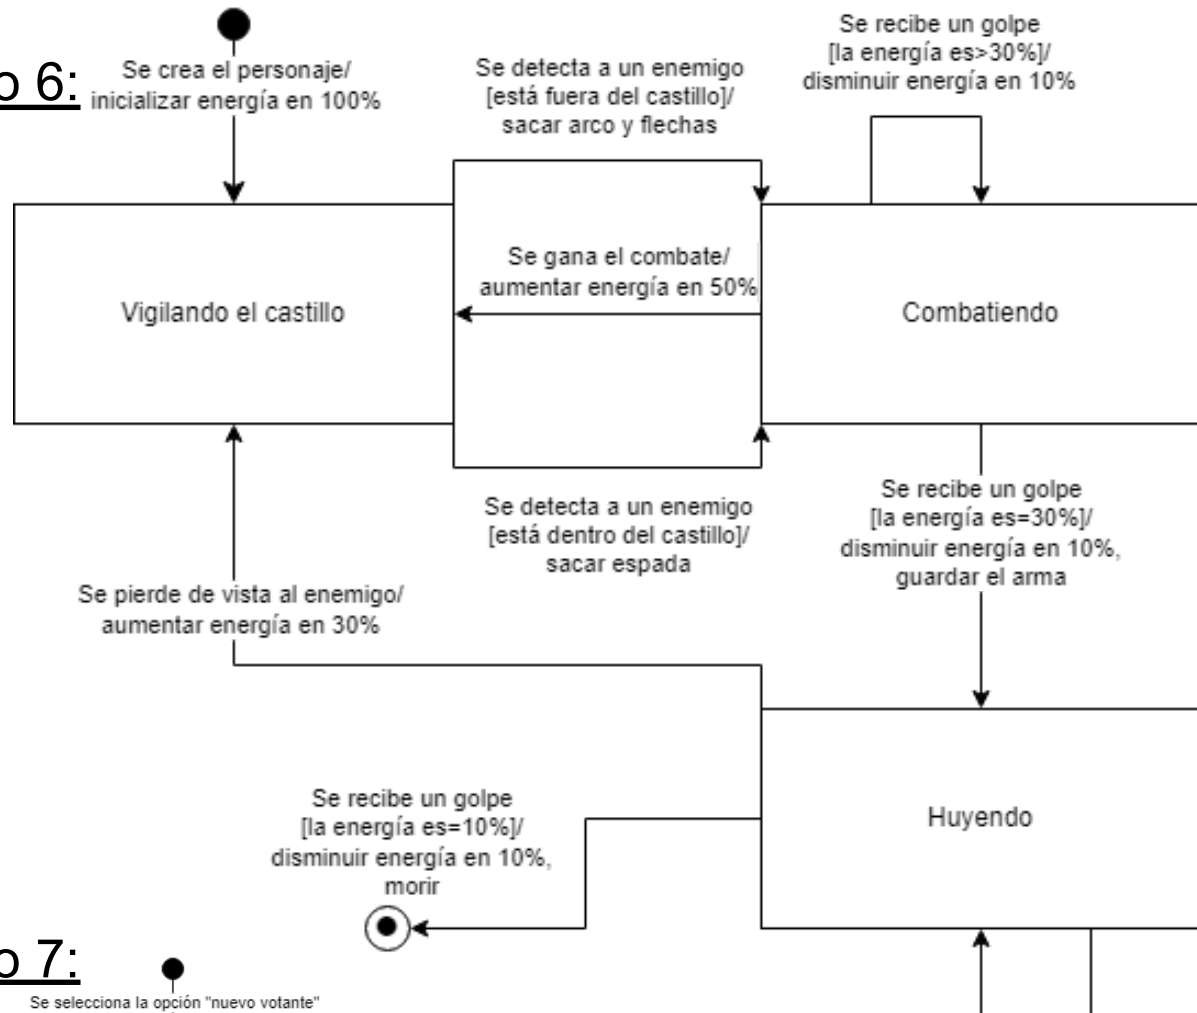 o 6:
Se crea el personaje/
inicializar energía en 100%
Se detecta a un enemigo
[está fuera del castillo]/
sacar arco y flechas
Se recibe un golpe
[la energía es>30%]/
disminuir energía en 10%
Vigilando el castillo
Se gana el combate/
aumentar energía en 50%
Combatiendo
Se detecta a un enemigo
[está dentro del castillo]/
sacar espada
Se recibe un golpe
[la energía es=30%]/
disminuir energía en 10%,
guardar el arma
Se pierde de vista al enemigo/
aumentar energía en 30%
Se recibe un golpe
[la energía es=10%]/
disminuir energía en 10%,
morir
Huyendo
o 7:
Se selecciona la opción "nuevo votante"